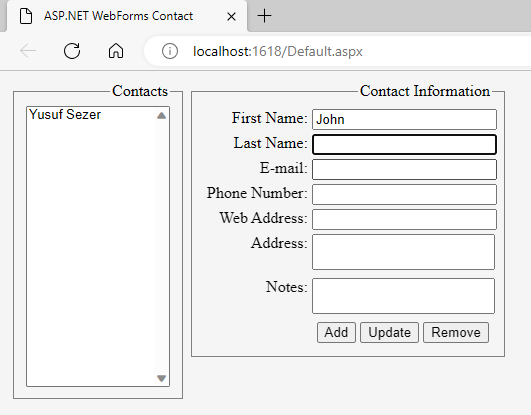 ASP.NET WebForms Contact
localhost:1618/Default.aspx
Contacts
Yusuf Sezer
Contact Information
First Name: John
Last Name:
E-mail:
Phone Number:
Web Address:
Address:
Notes:
Add Update Remove